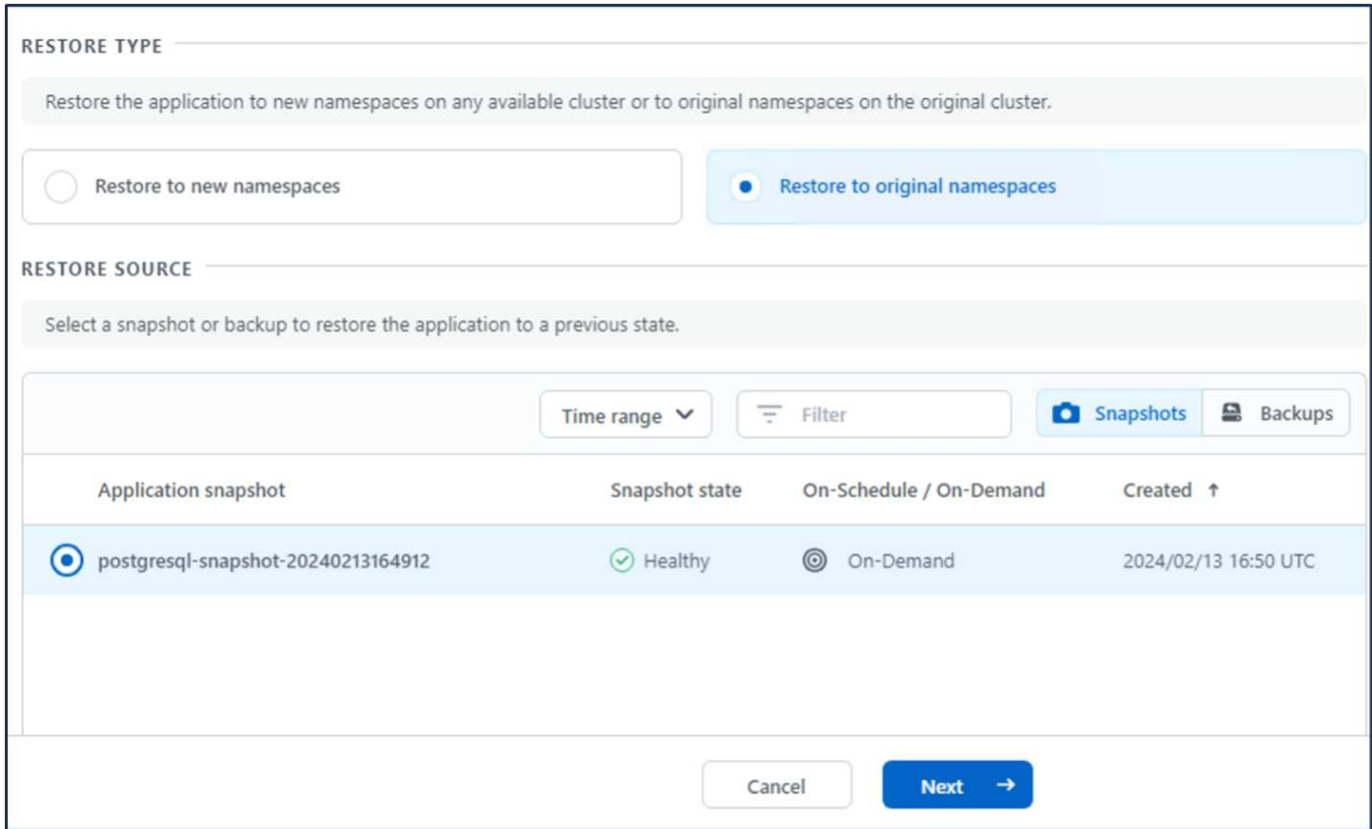 RESTORE TYPE
Restore the application to new namespaces on any available cluster or to original namespaces on the original cluster.
Restore to new namespaces
Restore to original namespaces
RESTORE SOURCE
Select a snapshot or backup to restore the application to a previous state.
Time range
Filter
Snapshots
Backups
Application snapshot
Snapshot state
On-Schedule / On-Demand
Created ↑
postgresql-snapshot-20240213164912
Healthy
On-Demand
2024/02/13 16:50 UTC
Cancel
Next →